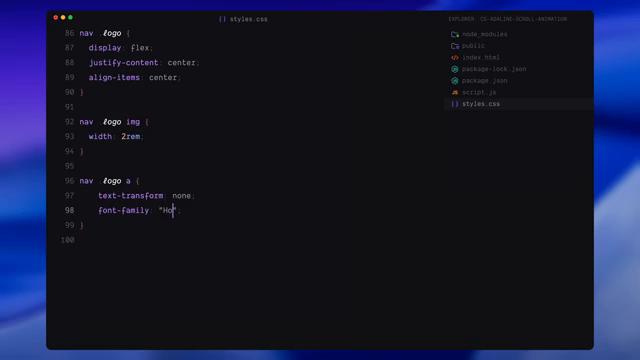 styles.css
EXPLORER: CG-ADALINE-SCROLL-ANIMATION
86 nav .logo {
87 display: flex;
88 justify-content: center;
89 align-items: center;
90 }
91
92 nav .logo img {
93 width: 2rem;
94 }
95
96 nav .logo a {
97 text-transform: none;
98 font-family: "Ho";
99 }
100
node_modules
public
index.html
package-lock.json
package.json
script.js
{} styles.css